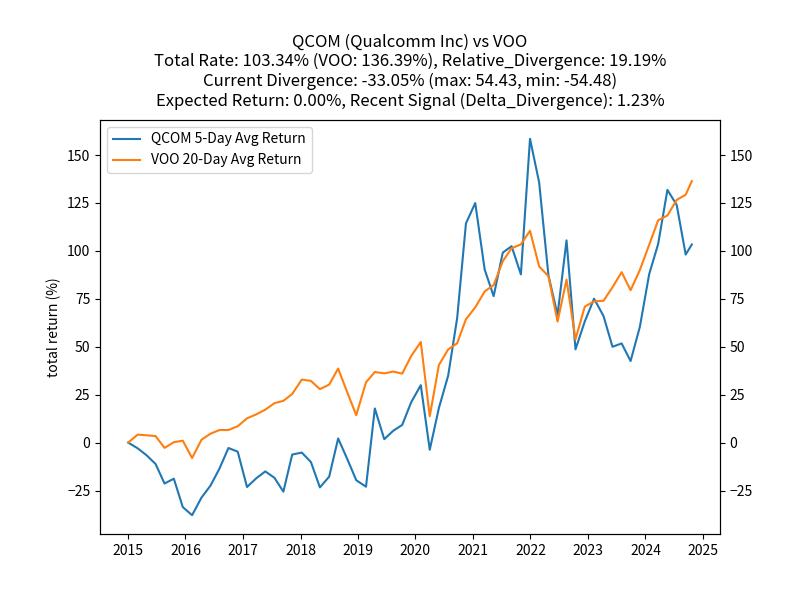 QCOM (Qualcomm Inc) vs VOO
Total Rate: 103.34% (VOO: 136.39%), Relative_Divergence: 19.19%
Current Divergence: -33.05% (max: 54.43, min: -54.48)
Expected Return: 0.00%, Recent Signal (Delta_Divergence): 1.23%
QCOM 5-Day Avg Return
VOO 20-Day Avg Return
total return (%)
150
125
100
75
50
25
0
−25
150
125
100
75
50
25
0
−25
2015 2016 2017 2018 2019 2020 2021 2022 2023 2024 2025